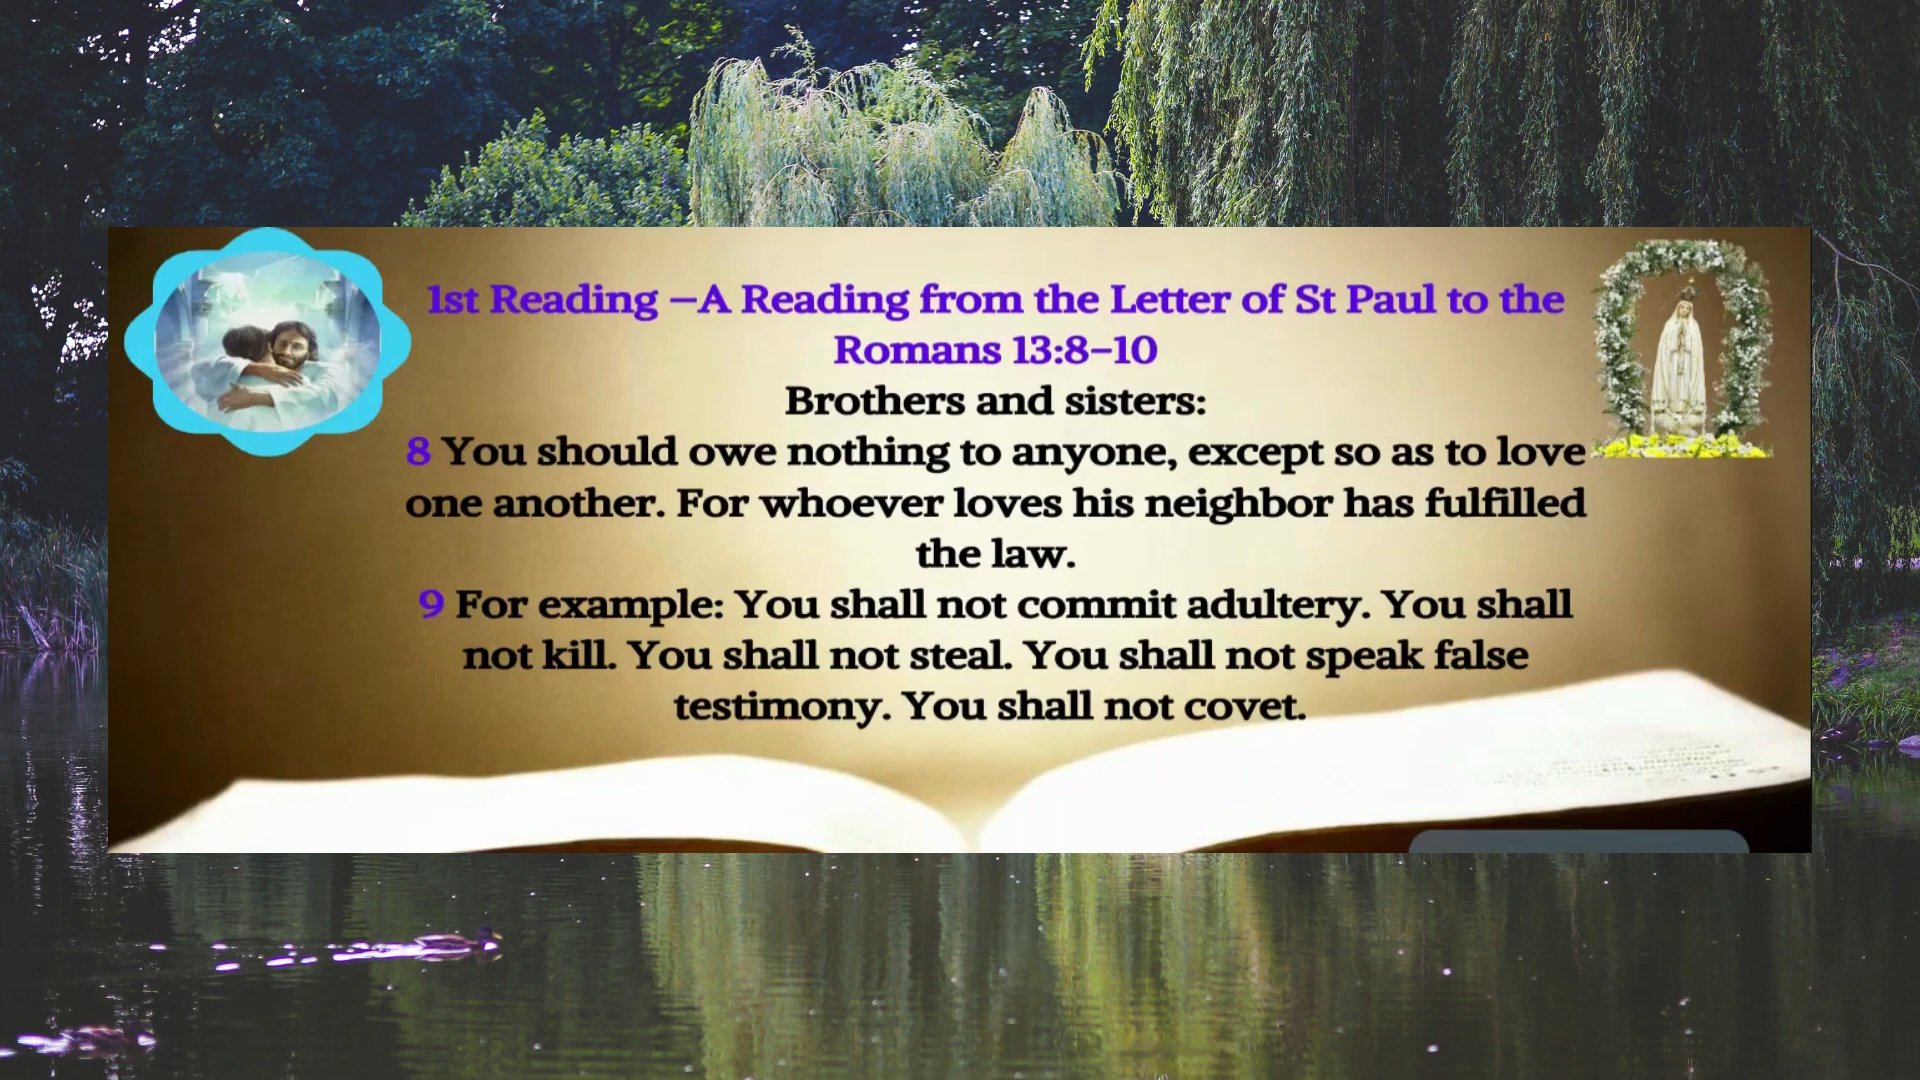 1st Reading –A Reading from the Letter of St Paul to the
Romans 13:8–10
Brothers and sisters:
8 You should owe nothing to anyone, except so as to love
one another. For whoever loves his neighbor has fulfilled
the law.
9 For example: You shall not commit adultery. You shall
not kill. You shall not steal. You shall not speak false
testimony. You shall not covet.